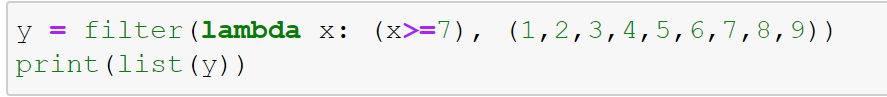 y = filter(lambda x: (x>=7), (1,2,3,4,5,6,7,8,9))
print(list(y))